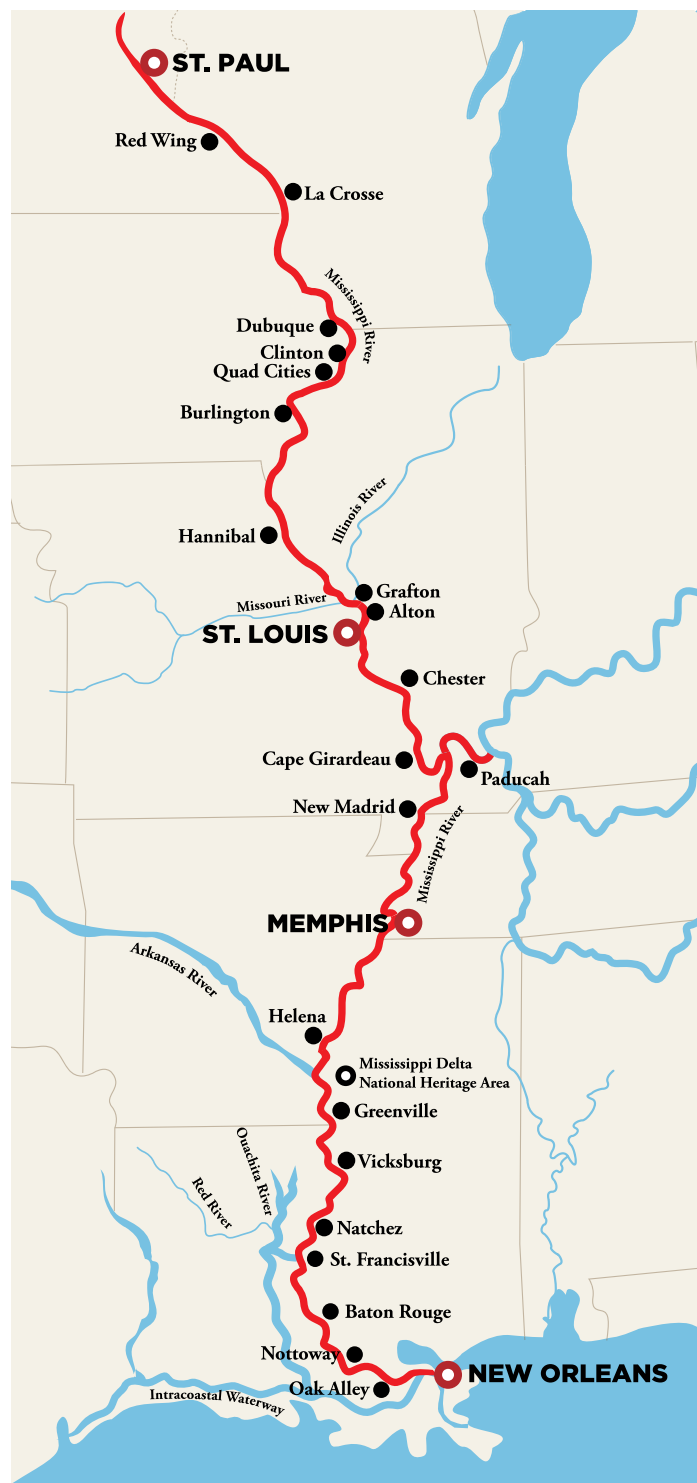 ST. PAUL
Red Wing
La Crosse
Mississippi River
Dubuque
Clinton
Quad Cities
Burlington
Illinois River
Hannibal
Grafton
Missouri River
Alton
ST. LOUIS
Chester
Cape Girardeau
Paducah
New Madrid
Mississippi River
MEMPHIS
Arkansas River
Helena
Mississippi Delta
National Heritage Area
Greenville
Ouachita River
Vicksburg
Red River
Natchez
St. Francisville
Baton Rouge
Nottoway
NEW ORLEANS
Oak Alley
Intracoastal Waterway